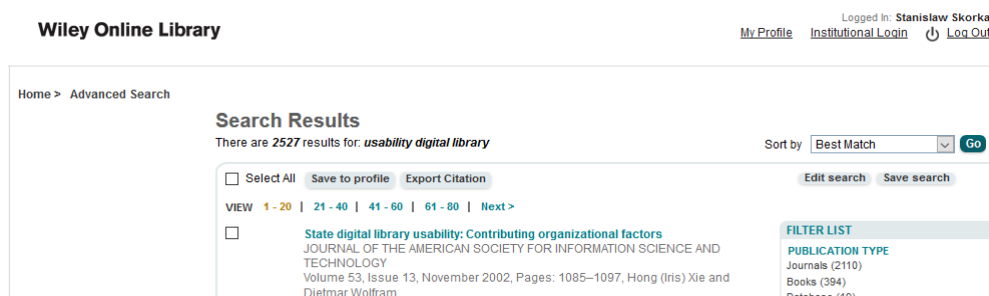 Wiley Online Library
Logged In: Stanislaw Skorka
My Profile Institutional Login Log Out
Home > Advanced Search
Search Results
There are 2527 results for: usability digital library
Sort by Best Match Go
Select All Save to profile Export Citation Edit search Save search
VIEW 1 - 20 | 21 - 40 | 41 - 60 | 61 - 80 | Next >
State digital library usability: Contributing organizational factors
JOURNAL OF THE AMERICAN SOCIETY FOR INFORMATION SCIENCE AND
TECHNOLOGY
Volume 53, Issue 13, November 2002, Pages: 1085–1097, Hong (Iris) Xie and
Dietmar Wolfram
FILTER LIST
PUBLICATION TYPE
Journals (2110)
Books (394)
Database (19)